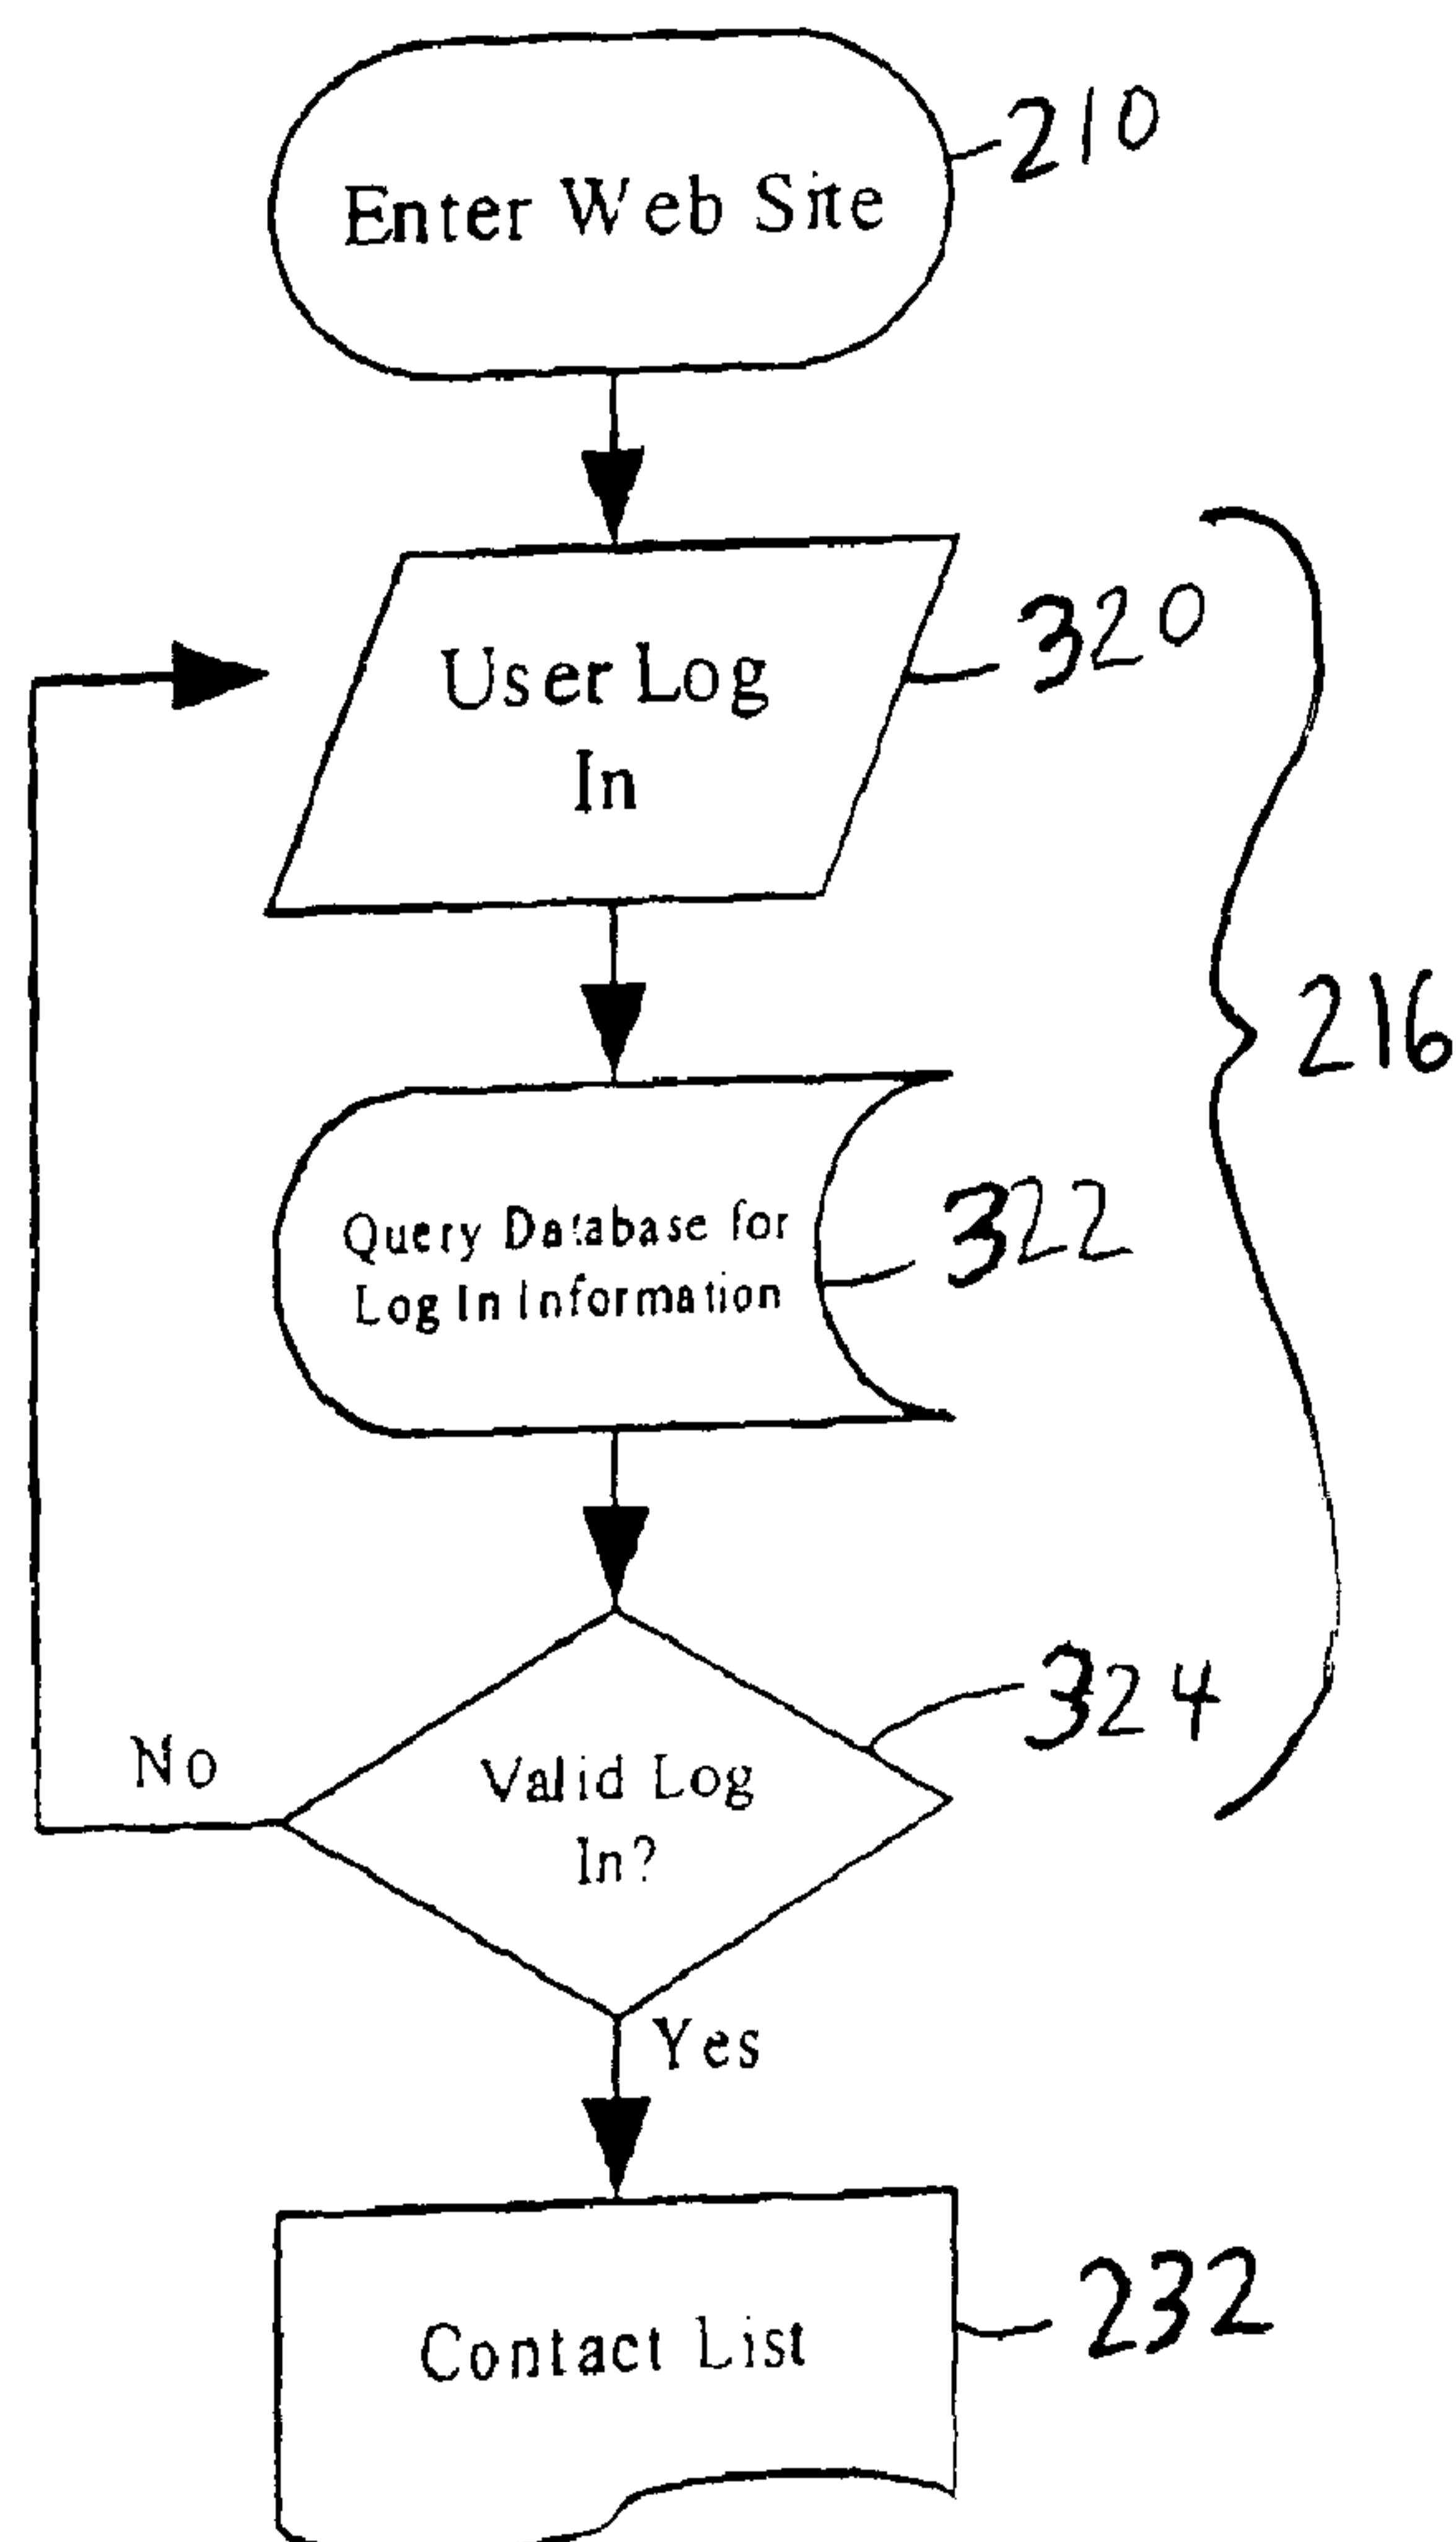 Enter Web Site
210
User Log
In
320
216
Query Database for
Log In Information
322
324
Valid Log
In?
No
Yes
Contact List
232